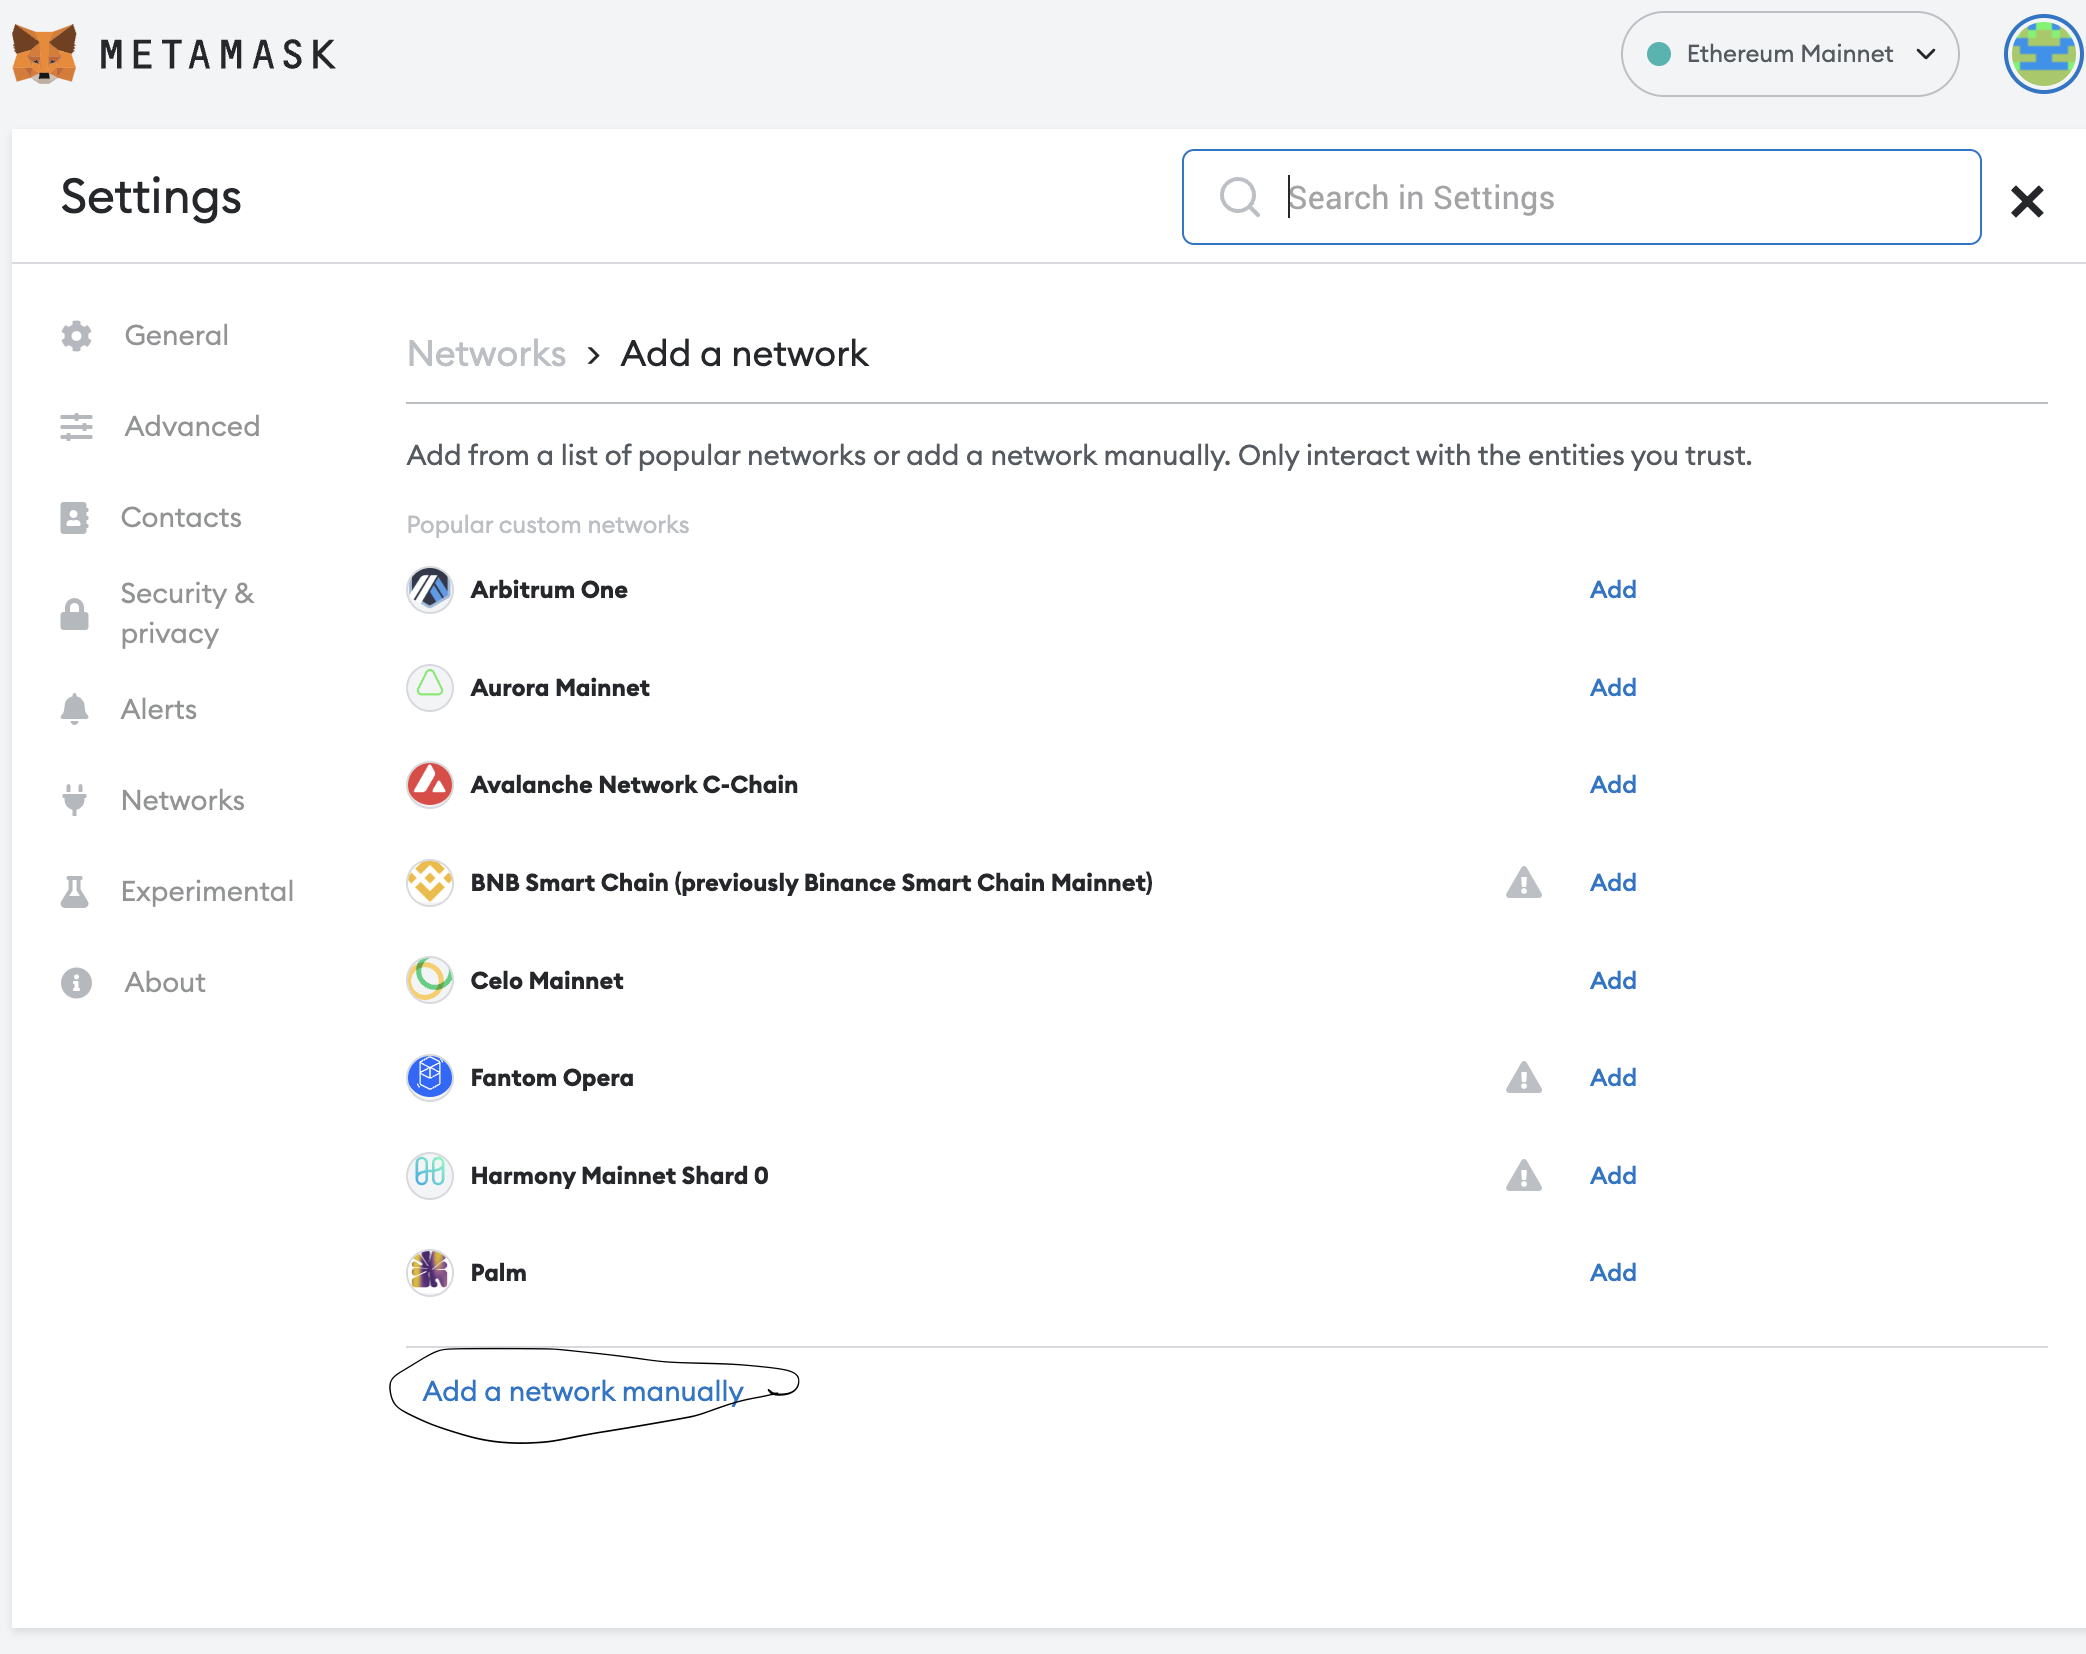 METAMASK
Ethereum Mainnet
Settings
Search in Settings
General
Advanced
Contacts
Security &
privacy
Alerts
Networks
Experimental
About
Networks > Add a network
Add from a list of popular networks or add a network manually. Only interact with the entities you trust.
Popular custom networks
Arbitrum One Add
Aurora Mainnet Add
Avalanche Network C-Chain Add
BNB Smart Chain (previously Binance Smart Chain Mainnet) Add
Celo Mainnet Add
Fantom Opera Add
Harmony Mainnet Shard 0 Add
Palm Add
Add a network manually